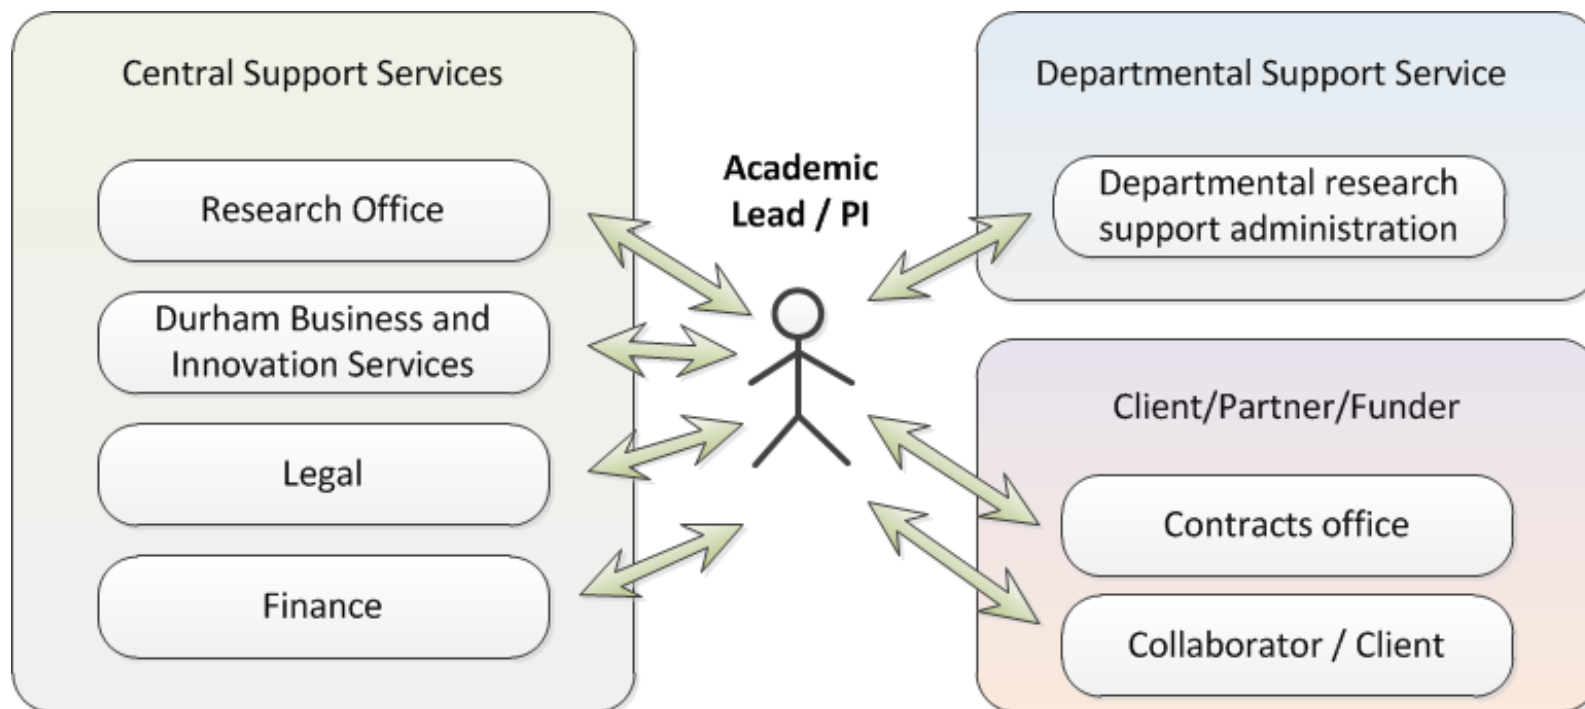 Central Support Services
Research Office
Durham Business and
Innovation Services
Legal
Finance
Academic
Lead / PI
Departmental Support Service
Departmental research
support administration
Client/Partner/Funder
Contracts office
Collaborator / Client